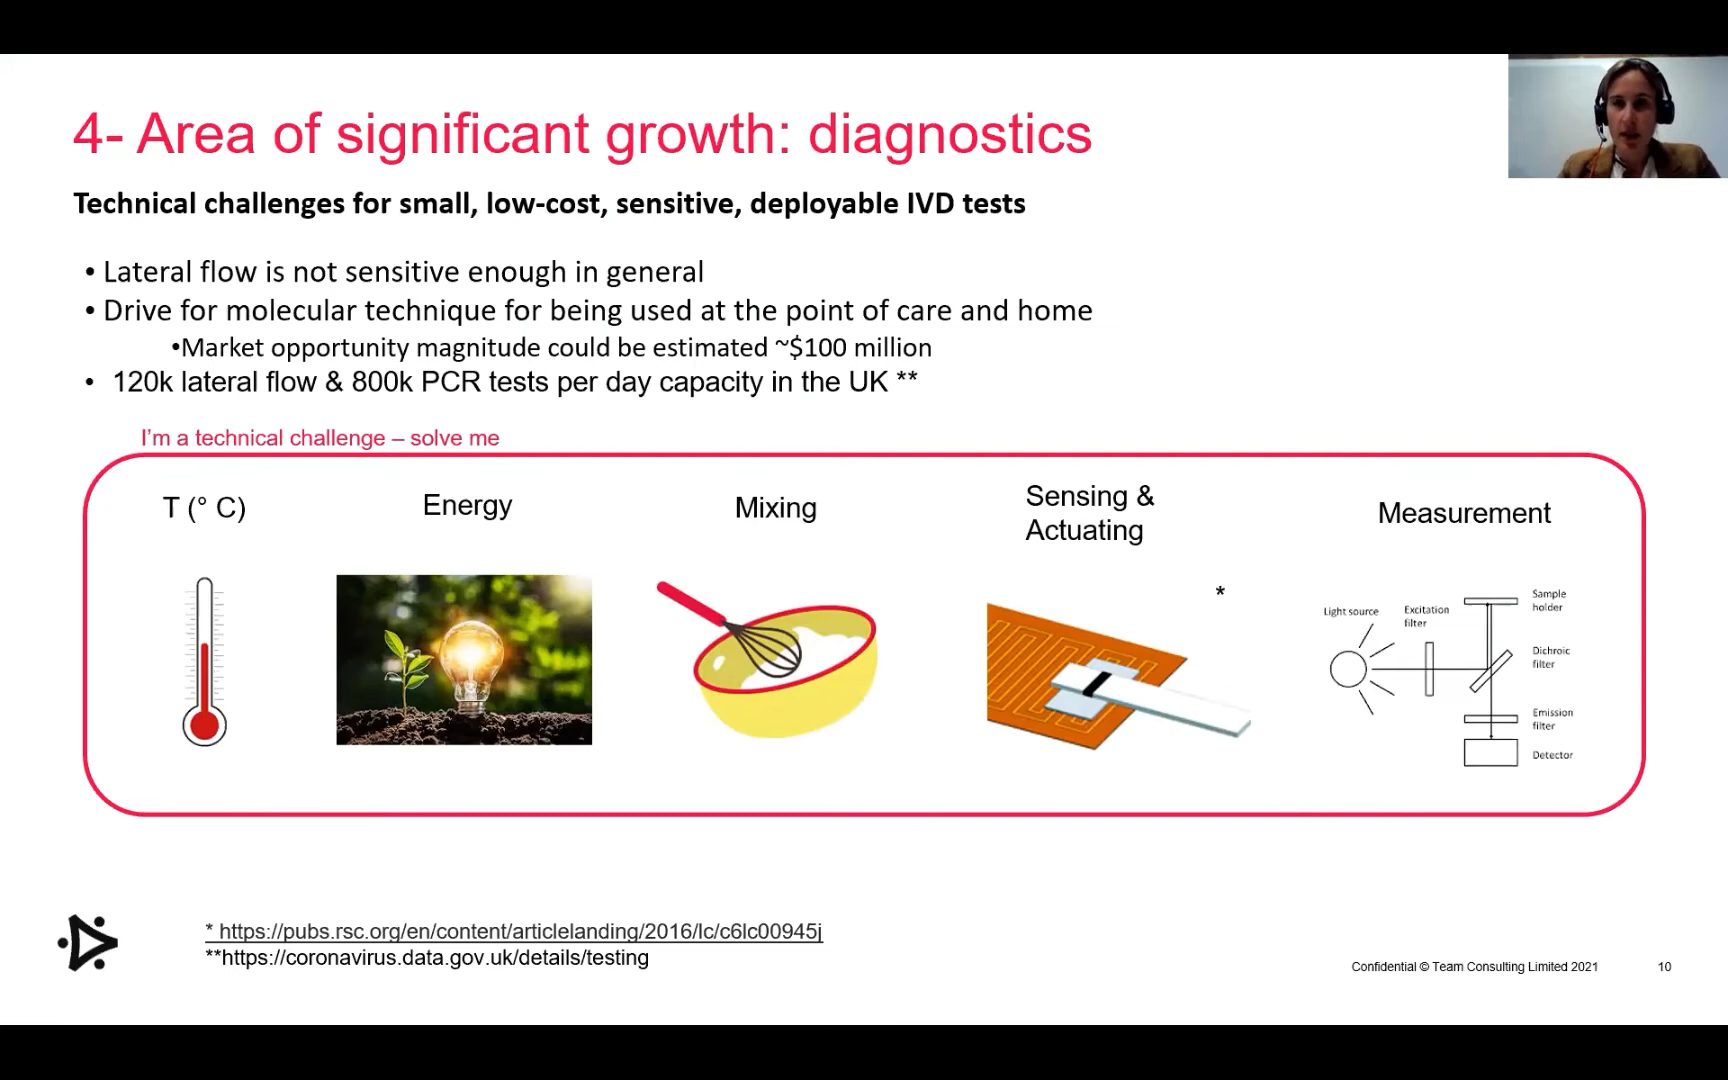 4- Area of significant growth: diagnostics
Technical challenges for small, low-cost, sensitive, deployable IVD tests
• Lateral flow is not sensitive enough in general
• Drive for molecular technique for being used at the point of care and home
•Market opportunity magnitude could be estimated ~$100 million
• 120k lateral flow & 800k PCR tests per day capacity in the UK **
I'm a technical challenge – solve me
T (° C)
Energy
Mixing
Sensing &
Actuating
*
Measurement
Light source
Excitation
filter
Sample
holder
Dichroic
filter
Emission
filter
Detector
* https://pubs.rsc.org/en/content/articlelanding/2016/lc/c6lc00945j
**https://coronavirus.data.gov.uk/details/testing
Confidential © Team Consulting Limited 2021
10